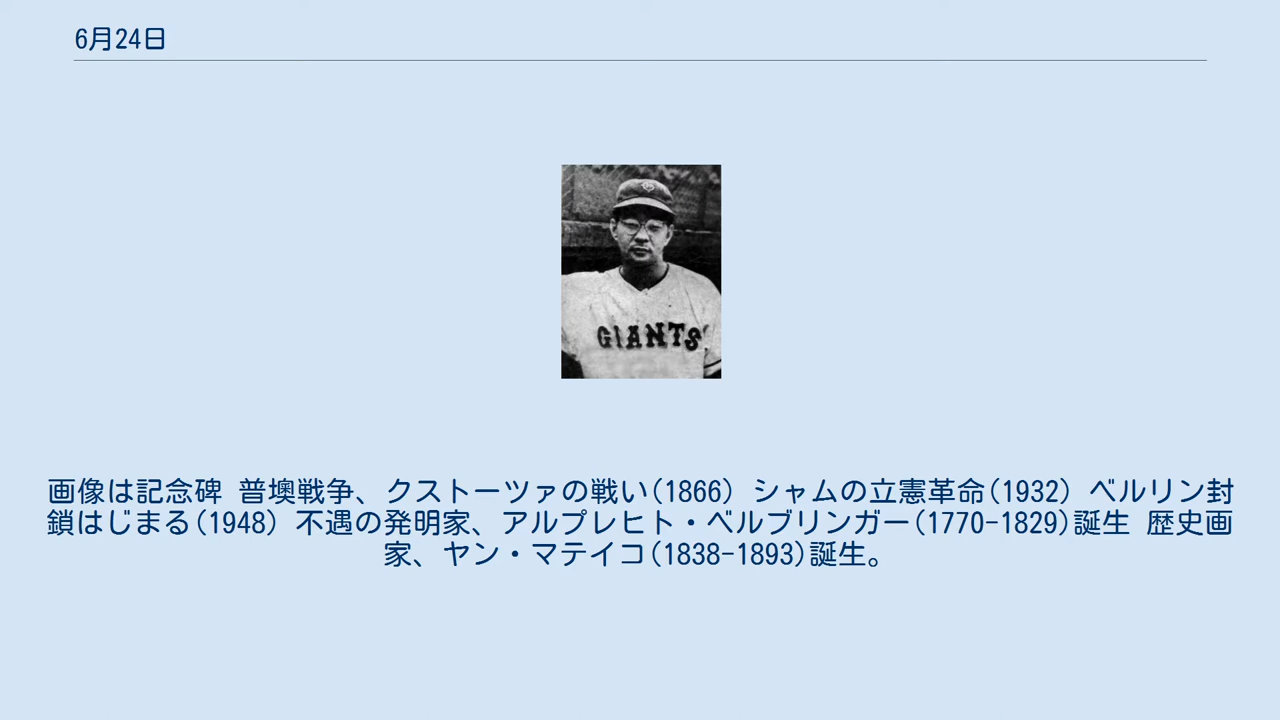 6月24日
GIANTS
画像は記念碑 普墺戦争、クストーツァの戦い(1866) シャムの立憲革命(1932) ベルリン封
鎖はじまる(1948) 不遇の発明家、アルブレヒト・ベルブリンガー(1770-1829)誕生 歴史画
家、ヤン・マテイコ(1838-1893)誕生。